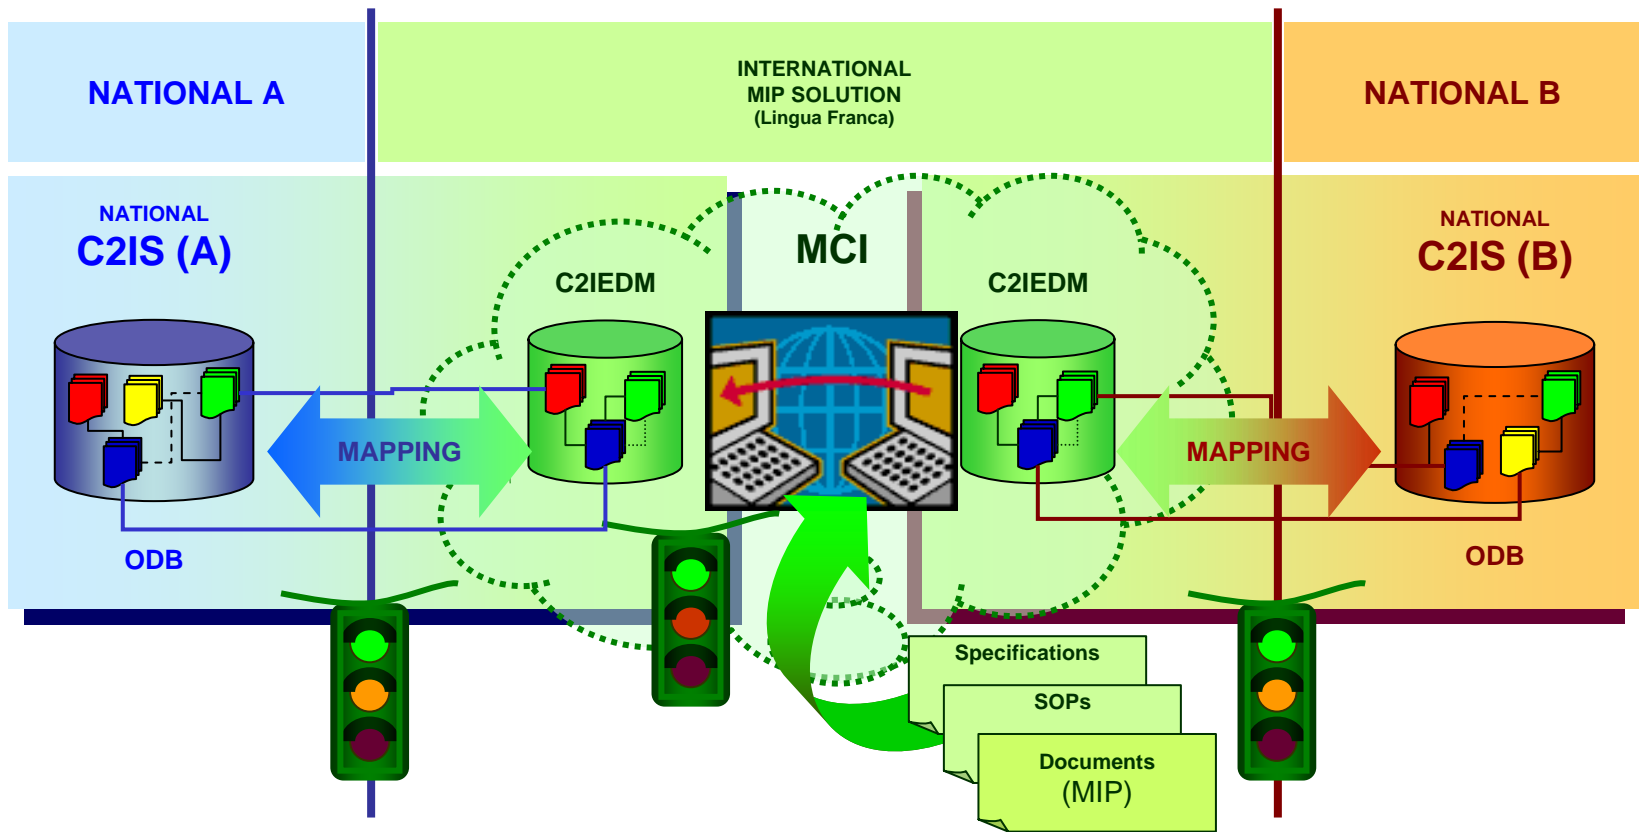 NATIONAL A
INTERNATIONAL
MIP SOLUTION
(Lingua Franca)
NATIONAL B
NATIONAL
C2IS (A)
MCI
NATIONAL
C2IS (B)
C2IEDM
C2IEDM
MAPPING
MAPPING
ODB
ODB
Specifications
SOPs
Documents
(MIP)